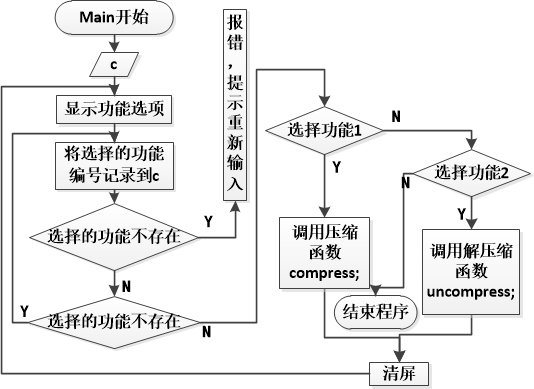 Main开始
c
显示功能选项
将选择的功能
编号记录到c
选择的功能不存在
Y
N
选择的功能不存在
Y
N
报错，提示重新输入
选择功能1
N
Y
选择功能2
N
Y
调用压缩
函数
compress;
调用解压缩
函数
uncompress;
结束程序
清屏